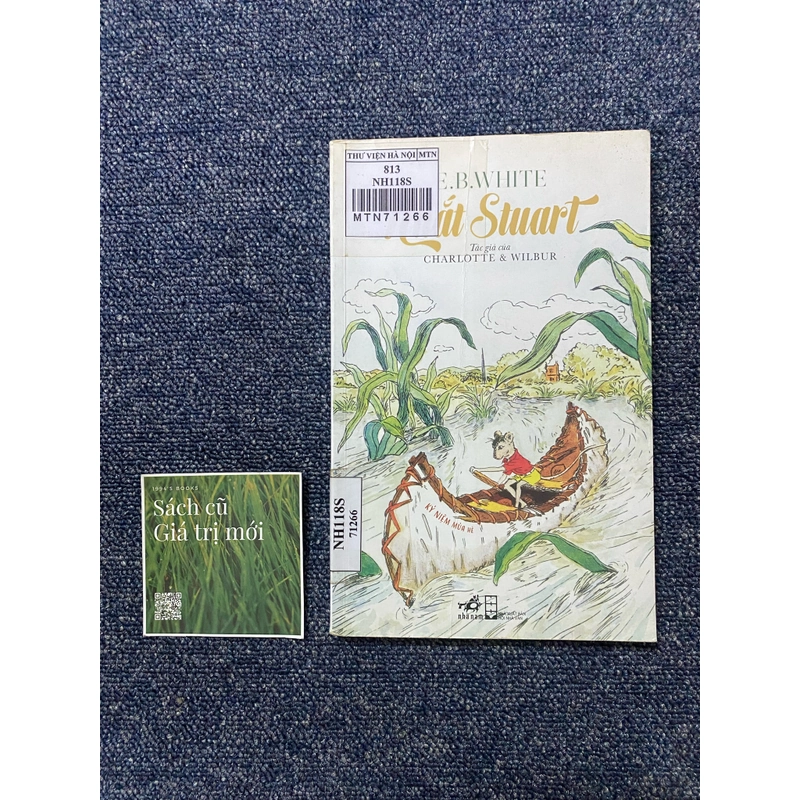 THƯ VIỆN HÀ NỘI MTN
813
NH118S
MTN71266
E.B.WHITE
Stuart
Tác giả của
CHARLOTTE & WILBUR
KỶ NIỆM MÙA HÈ
NH118S
71266
nhã nam
1994'S BOOKS
Sách cũ
Giá trị mới